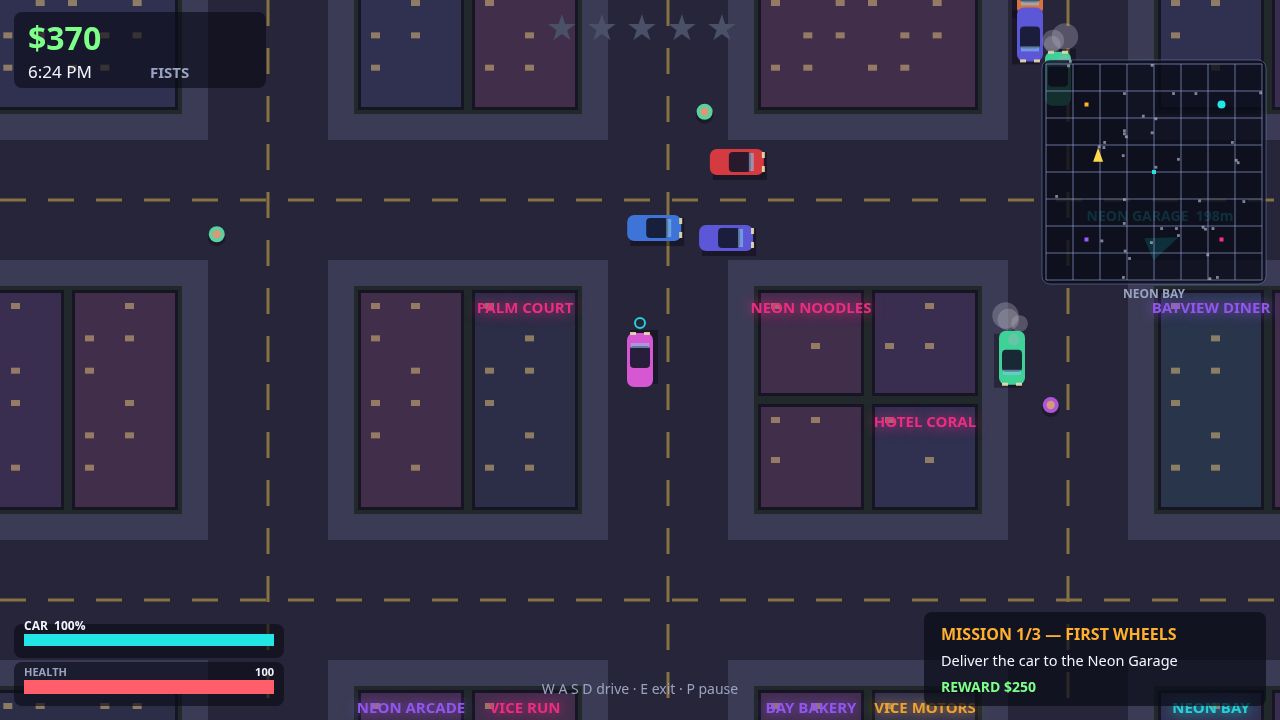 $370
6:24 PM FISTS
NEON GARAGE 198m
NEON BAY
PALM COURT
NEON NOODLES
BAYVIEW DINER
HOTEL CORAL
CAR 100%
HEALTH 100
MISSION 1/3 — FIRST WHEELS
Deliver the car to the Neon Garage
REWARD $250
W A S D drive · E exit · P pause
NEON ARCADE
VICE RUN
BAY BAKERY
VICE MOTORS
NEON BAY